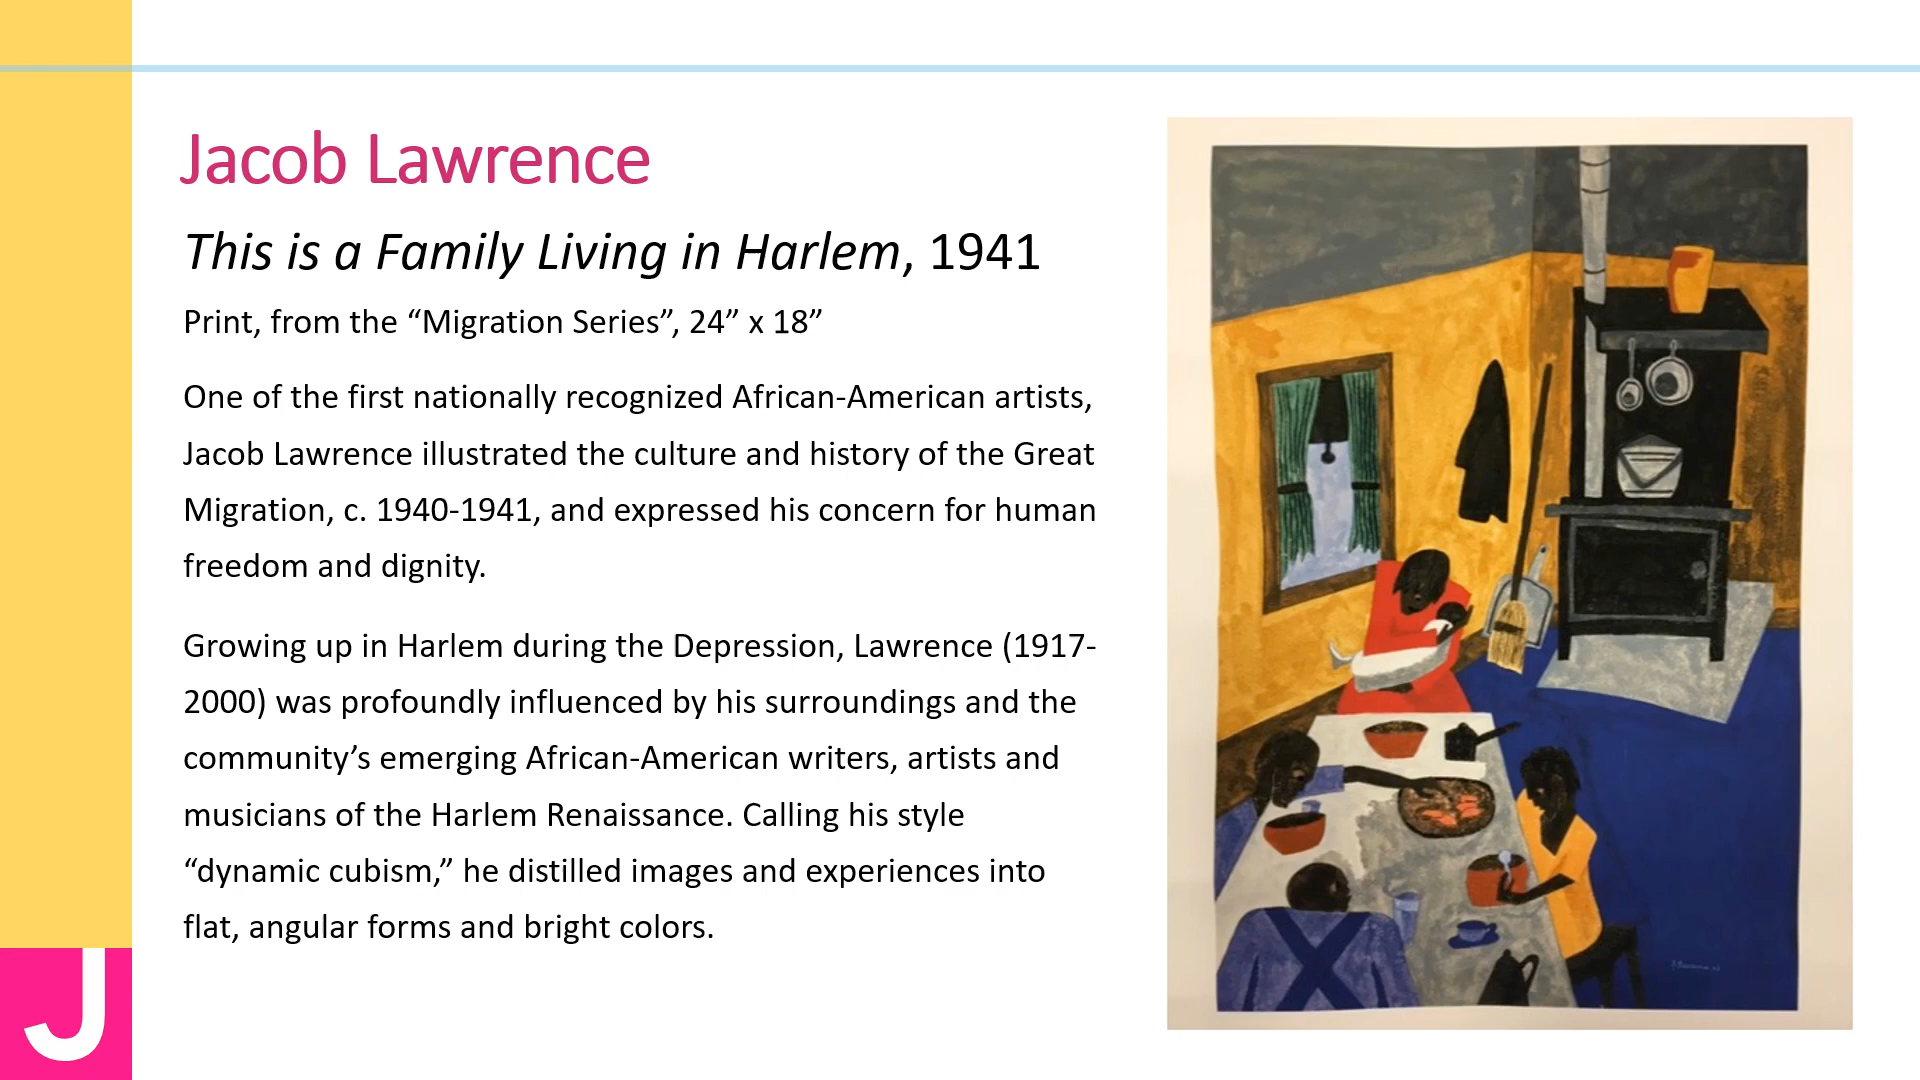 Jacob Lawrence
This is a Family Living in Harlem, 1941
Print, from the “Migration Series”, 24” x 18”
One of the first nationally recognized African-American artists,
Jacob Lawrence illustrated the culture and history of the Great
Migration, c. 1940-1941, and expressed his concern for human
freedom and dignity.
Growing up in Harlem during the Depression, Lawrence (1917-
2000) was profoundly influenced by his surroundings and the
community’s emerging African-American writers, artists and
musicians of the Harlem Renaissance. Calling his style
“dynamic cubism,” he distilled images and experiences into
flat, angular forms and bright colors.
J